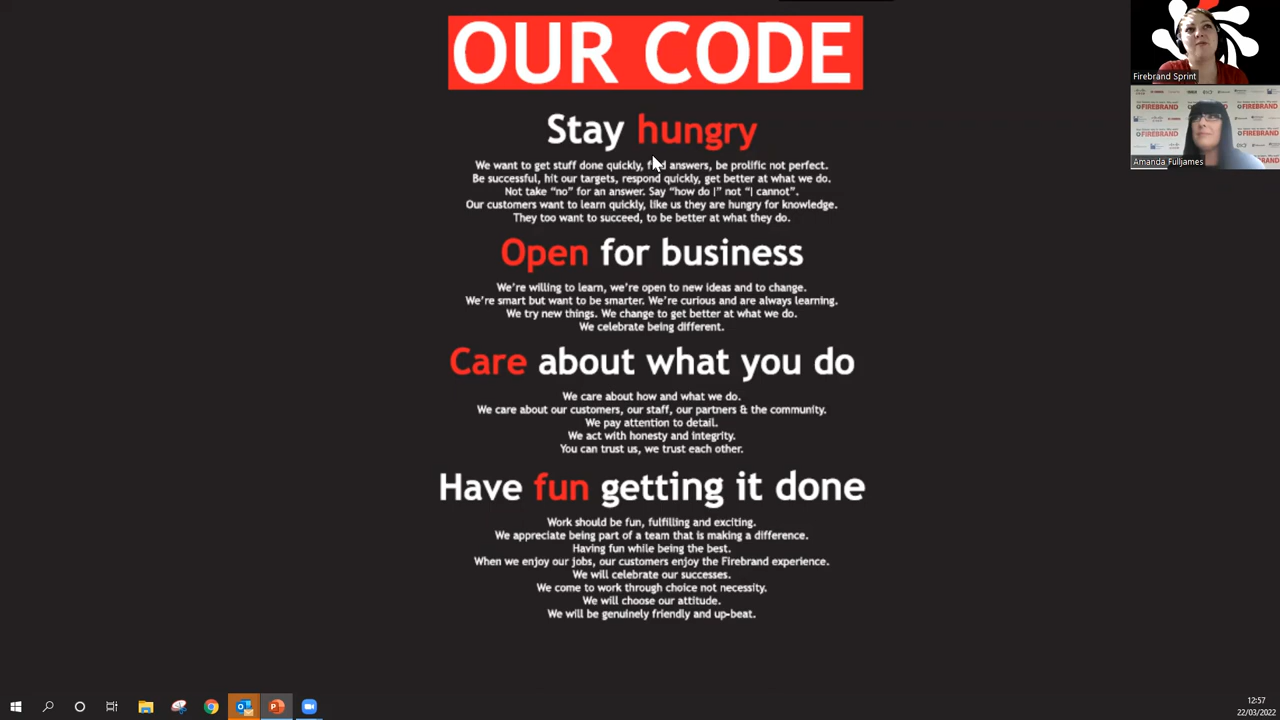 OUR CODE
Stay hungry
We want to get stuff done quickly, find answers, be prolific not perfect.
Be successful, hit our targets, respond quickly, get better at what we do.
Not take “no” for an answer. Say “how do I” not “I cannot”.
Our customers want to learn quickly, like us they are hungry for knowledge.
They too want to succeed, to be better at what they do.
Open for business
We’re willing to learn, we’re open to new ideas and to change.
We’re smart but want to be smarter. We’re curious and are always learning.
We try new things. We change to get better at what we do.
We celebrate being different.
Care about what you do
We care about how and what we do.
We care about our customers, our staff, our partners & the community.
We pay attention to detail.
We act with honesty and integrity.
You can trust us, we trust each other.
Have fun getting it done
Work should be fun, fulfilling and exciting.
We appreciate being part of a team that is making a difference.
Having fun while being the best.
When we enjoy our jobs, our customers enjoy the Firebrand experience.
We will celebrate our successes.
We come to work through choice not necessity.
We will choose our attitude.
We will be genuinely friendly and up-beat.
Firebrand Sprint
FIREBRAND
FIREBRAND
Amanda Fulljames
12:57
22/03/2022